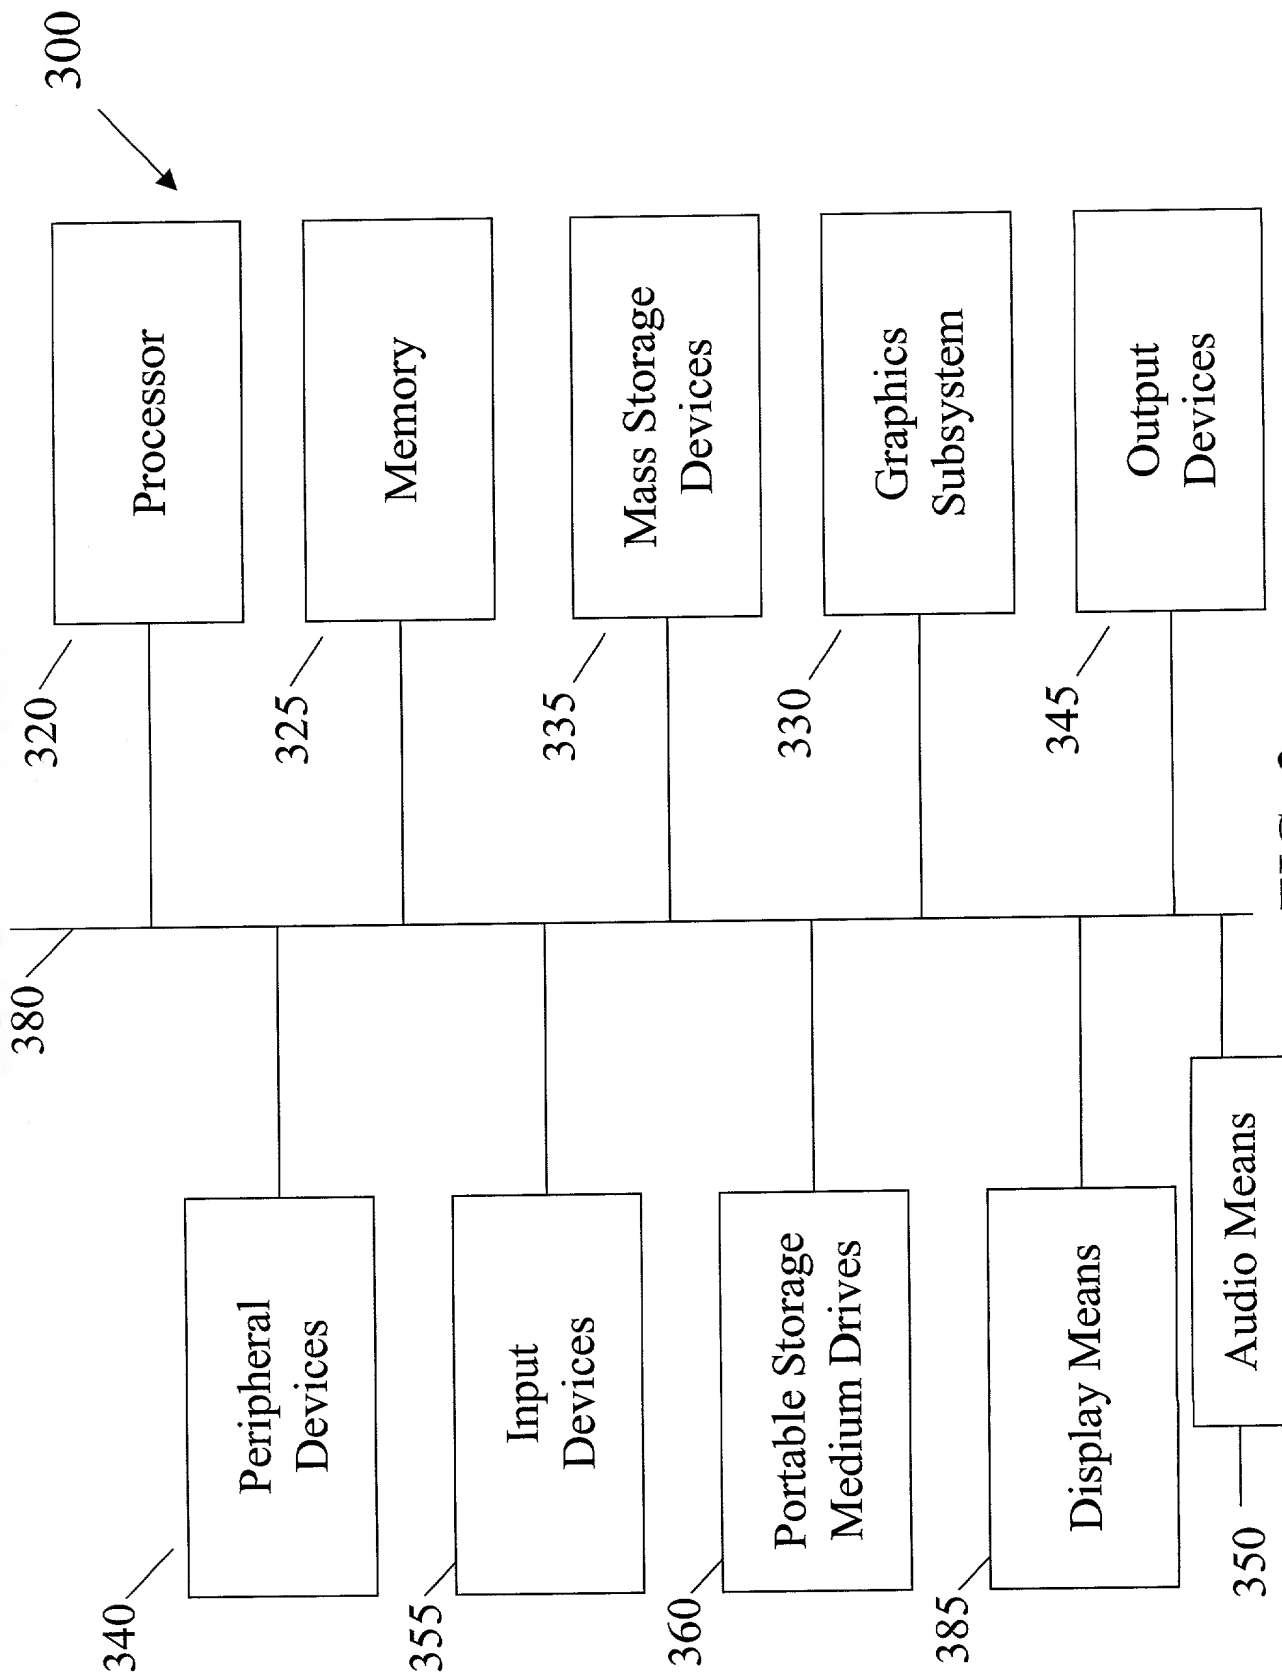 300
380
320
Processor
340
Peripheral
Devices
325
Memory
355
Input
Devices
335
Mass Storage
Devices
360
Portable Storage
Medium Drives
330
Graphics
Subsystem
385
Display Means
345
Output
Devices
350
Audio Means